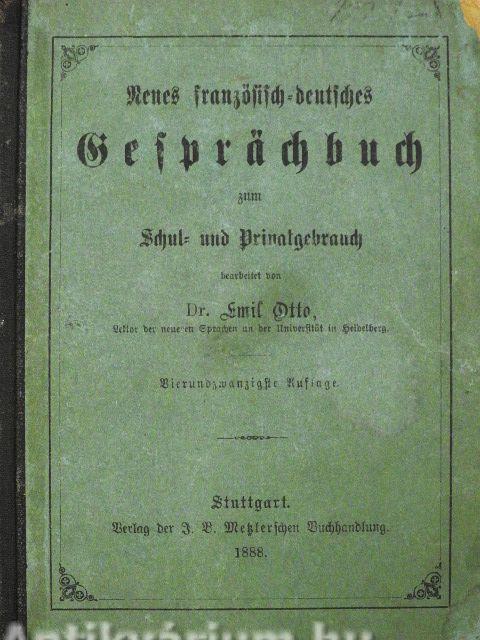 Neues französisch-deutsches
Gesprächbuch
zum
Schul- und Privatgebrauch
bearbeitet von
Dr. Emil Otto,
Lektor der neueren Sprachen an der Universität in Heidelberg.
Vierundzwanzigste Auflage.
Stuttgart.
Verlag der J. B. Metzlerschen Buchhandlung.
1888.
Antikvárium.hu